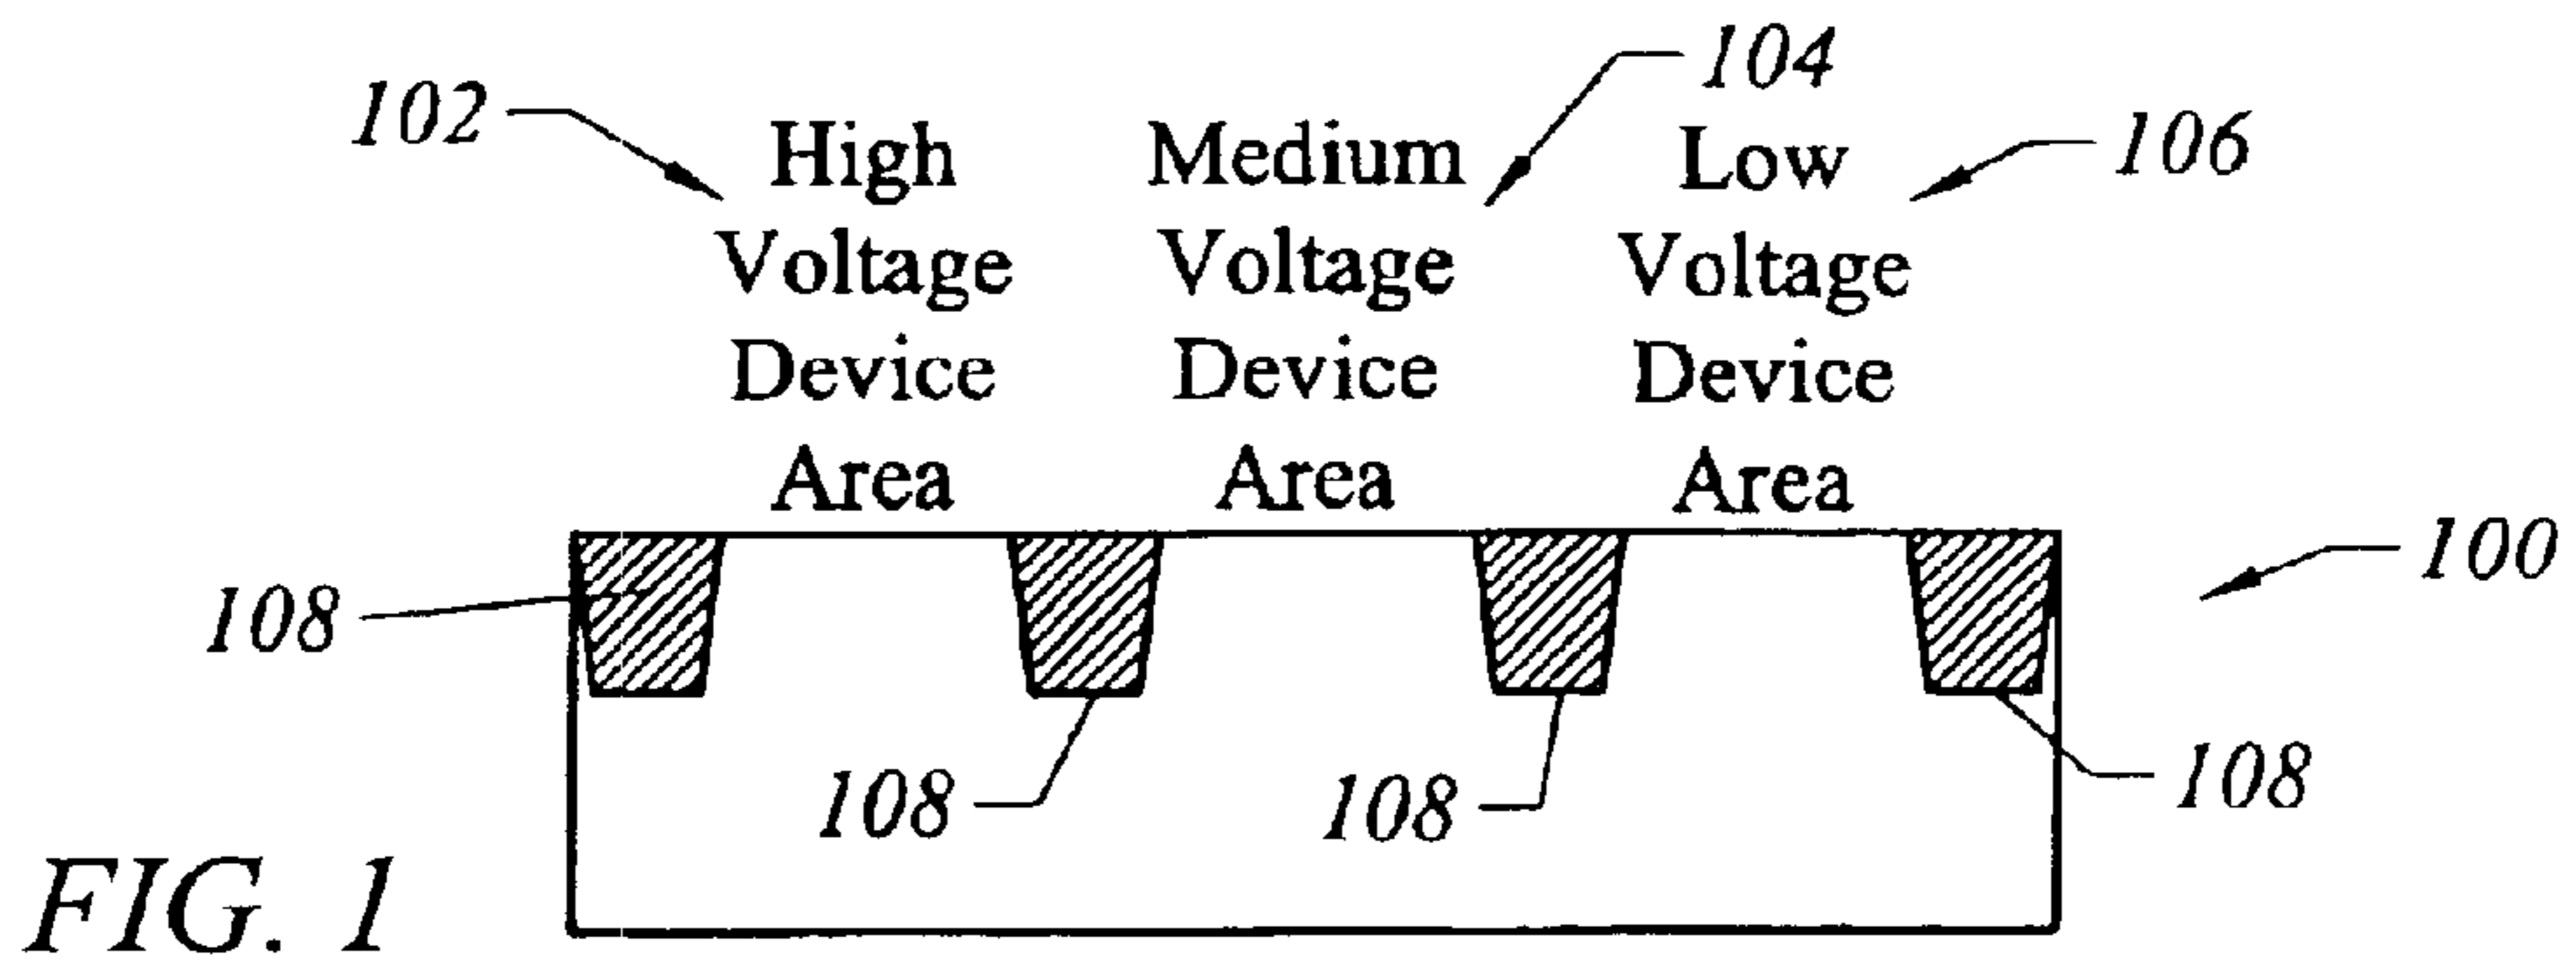 104
102
106
High
Voltage
Device
Area
Medium
Voltage
Device
Area
Low
Voltage
Device
Area
100
108
108
108
108
FIG. 1